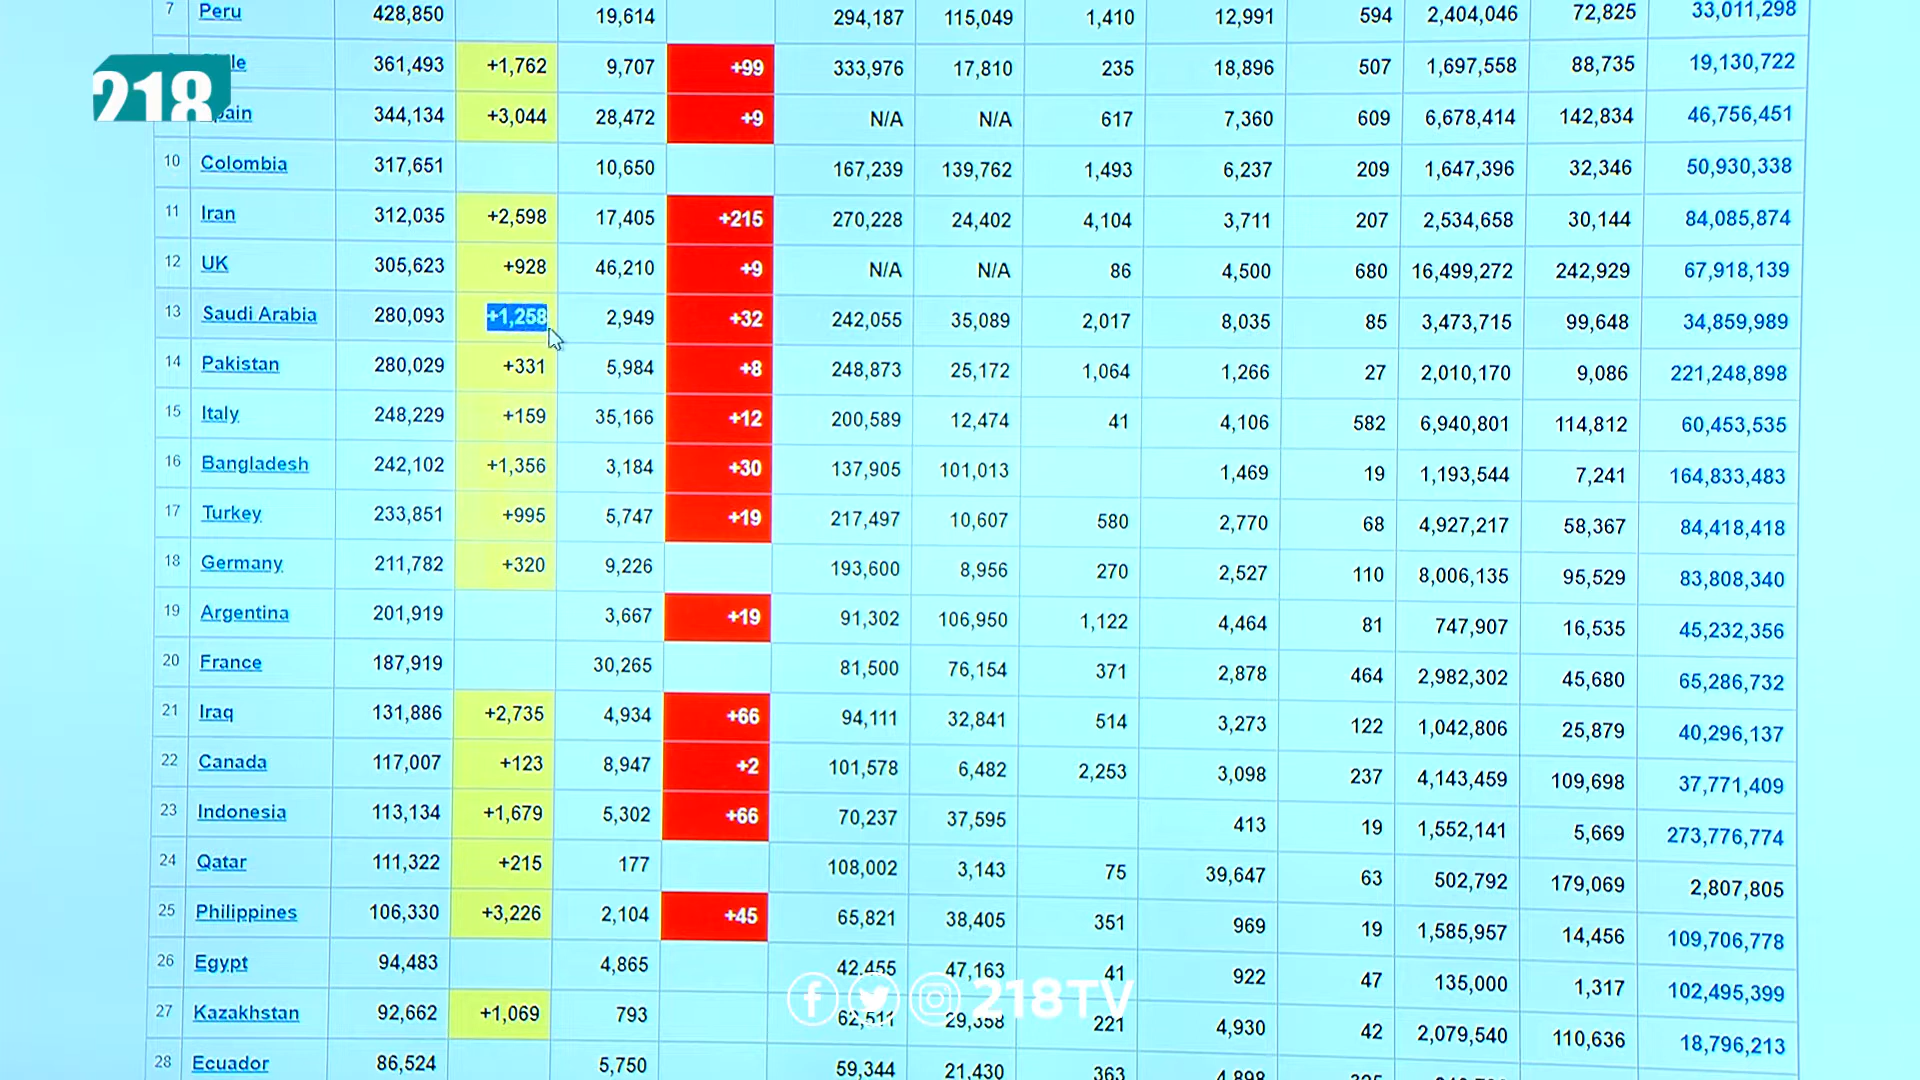 7 Peru 428,850 19,614 294,187 115,049 1,410 12,991 594 2,404,046 72,825 33,011,298
le 361,493 +1,762 9,707 +99 333,976 17,810 235 18,896 507 1,697,558 88,735 19,130,722
218
pain 344,134 +3,044 28,472 +9 N/A N/A 617 7,360 609 6,678,414 142,834 46,756,451
10 Colombia 317,651 10,650 167,239 139,762 1,493 6,237 209 1,647,396 32,346 50,930,338
11 Iran 312,035 +2,598 17,405 +215 270,228 24,402 4,104 3,711 207 2,534,658 30,144 84,085,874
12 UK 305,623 +928 46,210 +9 N/A N/A 86 4,500 680 16,499,272 242,929 67,918,139
13 Saudi Arabia 280,093 +1,258 2,949 +32 242,055 35,089 2,017 8,035 85 3,473,715 99,648 34,859,989
14 Pakistan 280,029 +331 5,984 +8 248,873 25,172 1,064 1,266 27 2,010,170 9,086 221,248,898
15 Italy 248,229 +159 35,166 +12 200,589 12,474 41 4,106 582 6,940,801 114,812 60,453,535
16 Bangladesh 242,102 +1,356 3,184 +30 137,905 101,013 1,469 19 1,193,544 7,241 164,833,483
17 Turkey 233,851 +995 5,747 +19 217,497 10,607 580 2,770 68 4,927,217 58,367 84,418,418
18 Germany 211,782 +320 9,226 193,600 8,956 270 2,527 110 8,006,135 95,529 83,808,340
19 Argentina 201,919 3,667 +19 91,302 106,950 1,122 4,464 81 747,907 16,535 45,232,356
20 France 187,919 30,265 81,500 76,154 371 2,878 464 2,982,302 45,680 65,286,732
21 Iraq 131,886 +2,735 4,934 +66 94,111 32,841 514 3,273 122 1,042,806 25,879 40,296,137
22 Canada 117,007 +123 8,947 +2 101,578 6,482 2,253 3,098 237 4,143,459 109,698 37,771,409
23 Indonesia 113,134 +1,679 5,302 +66 70,237 37,595 413 19 1,552,141 5,669 273,776,774
24 Qatar 111,322 +215 177 108,002 3,143 75 39,647 63 502,792 179,069 2,807,805
25 Philippines 106,330 +3,226 2,104 +45 65,821 38,405 351 969 19 1,585,957 14,456 109,706,778
26 Egypt 94,483 4,865 42,455 47,163 41 922 47 135,000 1,317 102,495,399
218TV
27 Kazakhstan 92,662 +1,069 793 62,511 29,358 221 4,930 42 2,079,540 110,636 18,796,213
28 Ecuador 86,524 5,750 59,344 21,430 363 4,898